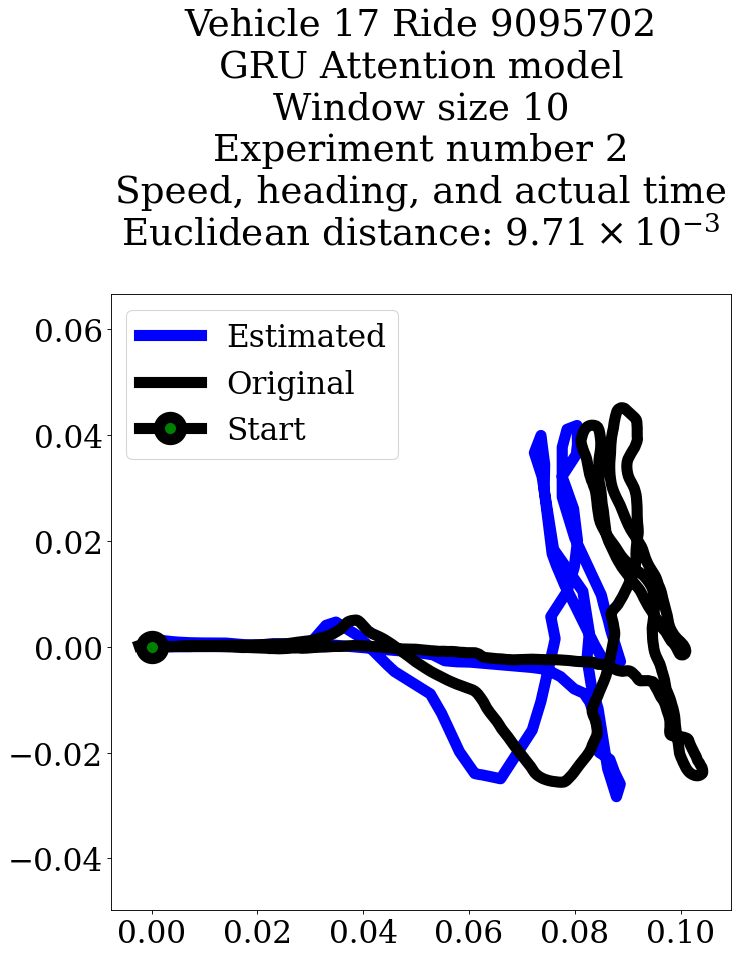 Vehicle 17 Ride 9095702
GRU Attention model
Window size 10
Experiment number 2
Speed, heading, and actual time
Euclidean distance: 9.71 × 10⁻³
Estimated
Original
Start
0.06
0.04
0.02
0.00
−0.02
−0.04
0.00 0.02 0.04 0.06 0.08 0.10